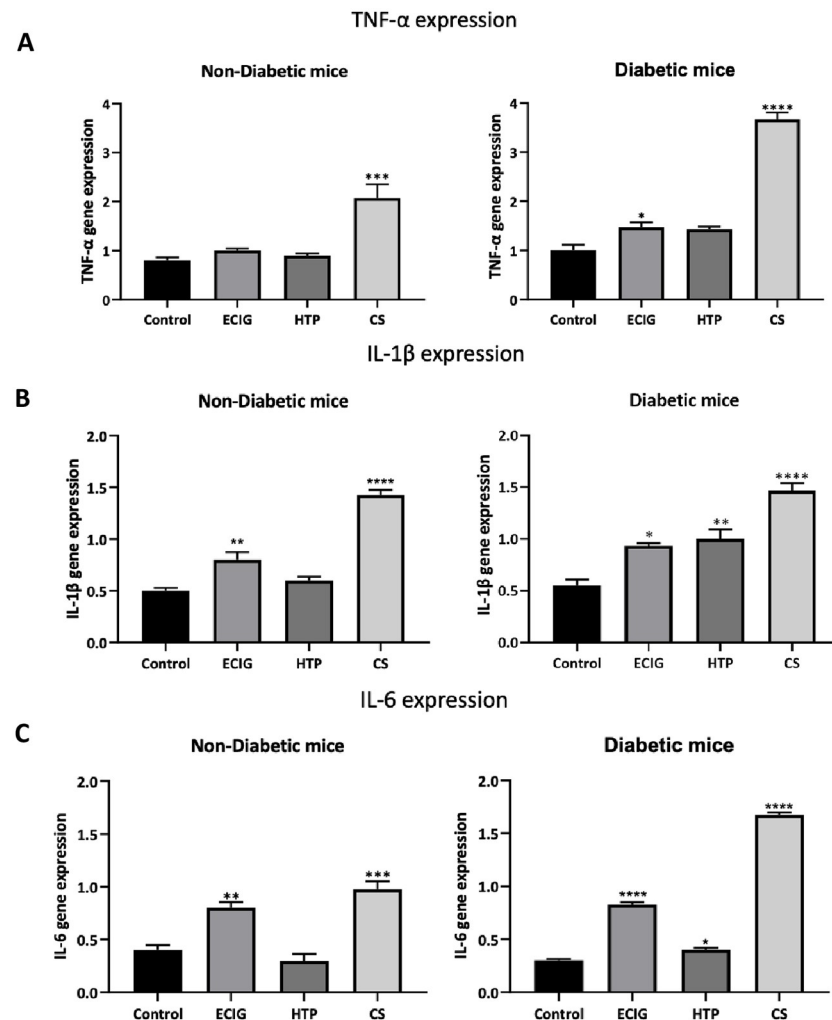 TNF-α expression
A
Non-Diabetic mice
TNF-α gene expression
4
3
2
1
0
***
Control ECIG HTP CS
Diabetic mice
TNF-α gene expression
4
3
2
1
0
*
****
Control ECIG HTP CS
IL-1β expression
B
Non-Diabetic mice
IL-1β gene expression
2.0
1.5
1.0
0.5
0.0
**
****
Control ECIG HTP CS
Diabetic mice
IL-1β gene expression
2.0
1.5
1.0
0.5
0.0
*
**
****
Control ECIG HTP CS
IL-6 expression
C
Non-Diabetic mice
IL-6 gene expression
2.0
1.5
1.0
0.5
0.0
**
***
Control ECIG HTP CS
Diabetic mice
IL-6 gene expression
2.0
1.5
1.0
0.5
0.0
****
*
****
Control ECIG HTP CS